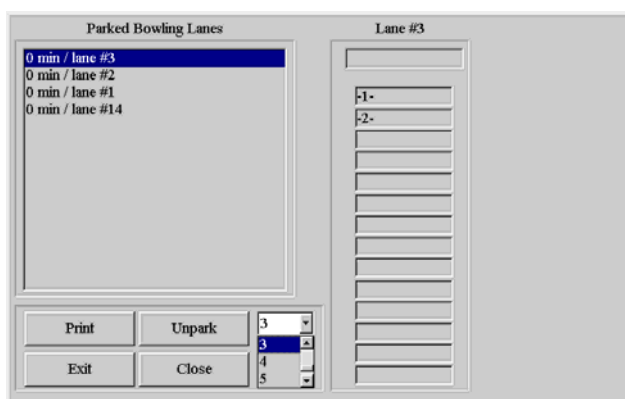 Parked Bowling Lanes
0 min / lane #3
0 min / lane #2
0 min / lane #1
0 min / lane #14
Lane #3
-1-
-2-
Print
Unpark
3
3
4
5
Exit
Close